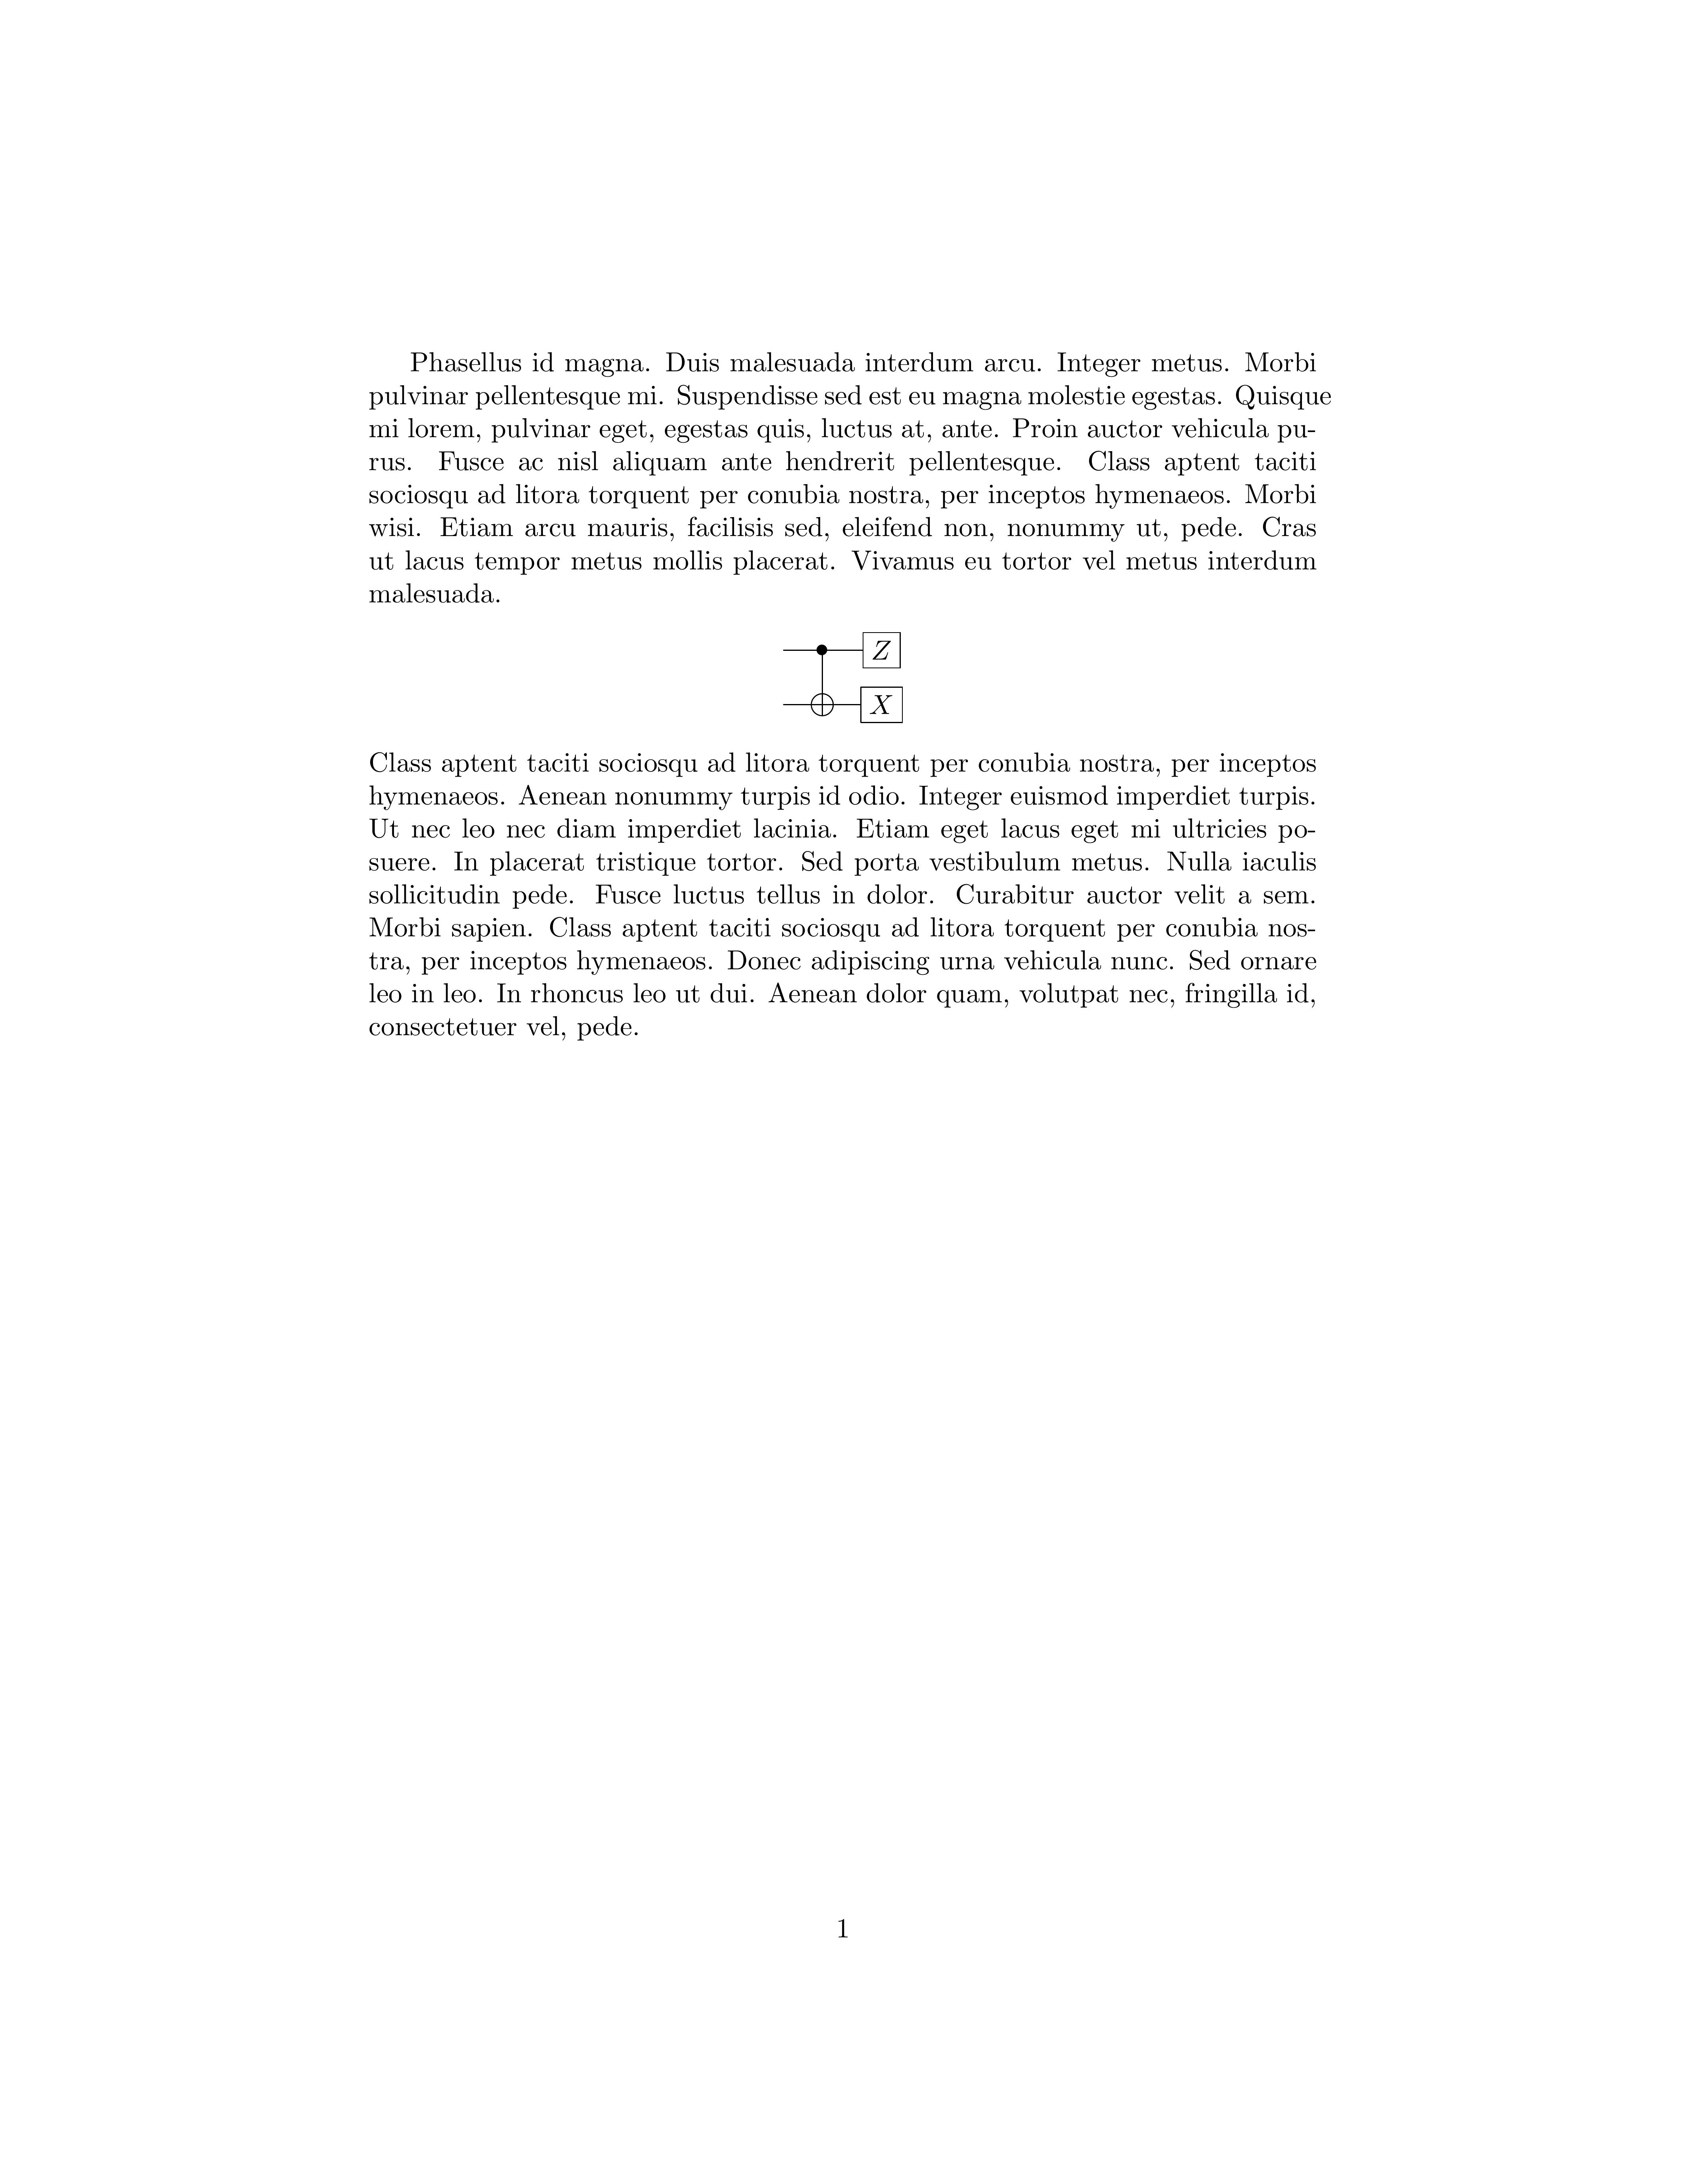 Phasellus id magna. Duis malesuada interdum arcu. Integer metus. Morbi
pulvinar pellentesque mi. Suspendisse sed est eu magna molestie egestas. Quisque
mi lorem, pulvinar eget, egestas quis, luctus at, ante. Proin auctor vehicula pu-
rus. Fusce ac nisl aliquam ante hendrerit pellentesque. Class aptent taciti
sociosqu ad litora torquent per conubia nostra, per inceptos hymenaeos. Morbi
wisi. Etiam arcu mauris, facilisis sed, eleifend non, nonummy ut, pede. Cras
ut lacus tempor metus mollis placerat. Vivamus eu tortor vel metus interdum
malesuada.
Z
X
Class aptent taciti sociosqu ad litora torquent per conubia nostra, per inceptos
hymenaeos. Aenean nonummy turpis id odio. Integer euismod imperdiet turpis.
Ut nec leo nec diam imperdiet lacinia. Etiam eget lacus eget mi ultricies po-
suere. In placerat tristique tortor. Sed porta vestibulum metus. Nulla iaculis
sollicitudin pede. Fusce luctus tellus in dolor. Curabitur auctor velit a sem.
Morbi sapien. Class aptent taciti sociosqu ad litora torquent per conubia nos-
tra, per inceptos hymenaeos. Donec adipiscing urna vehicula nunc. Sed ornare
leo in leo. In rhoncus leo ut dui. Aenean dolor quam, volutpat nec, fringilla id,
consectetuer vel, pede.
1